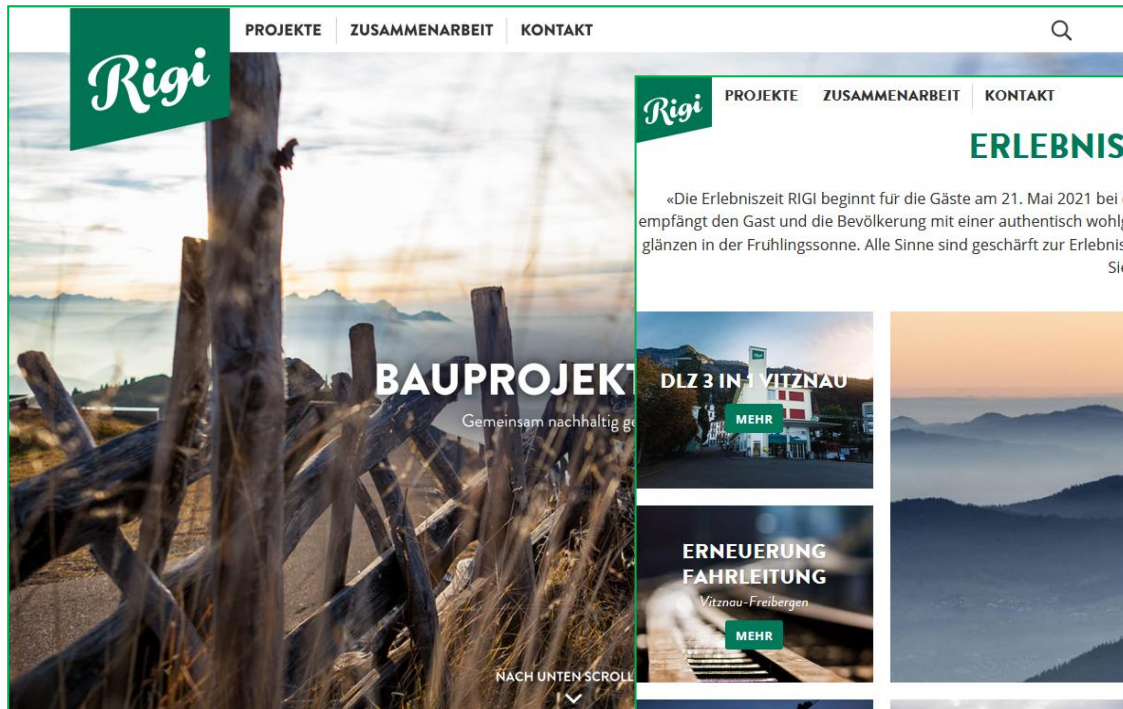 Rigi
PROJEKTE ZUSAMMENARBEIT KONTAKT
BAUPROJEKT
Gemeinsam nachhaltig ge
NACH UNTEN SCROLL
Rigi
PROJEKTE ZUSAMMENARBEIT KONTAKT
ERLEBNIS
«Die Erlebniszeit RIGI beginnt für die Gäste am 21. Mai 2021 bei
empfängt den Gast und die Bevölkerung mit einer authentisch wohlg
glänzen in der Frühlingssonne. Alle Sinne sind geschärft zur Erlebnis
Sie
DLZ 3 IN 1 VITZNAU
MEHR
ERNEUERUNG
FAHRLEITUNG
Vitznau-Freibergen
MEHR